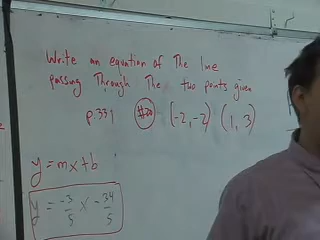 Write an equation of The line
passing Through The two points given
p.331 #20 (-2,-2) (1, 3)
y = mx + b
y = -3/5 x - 34/5